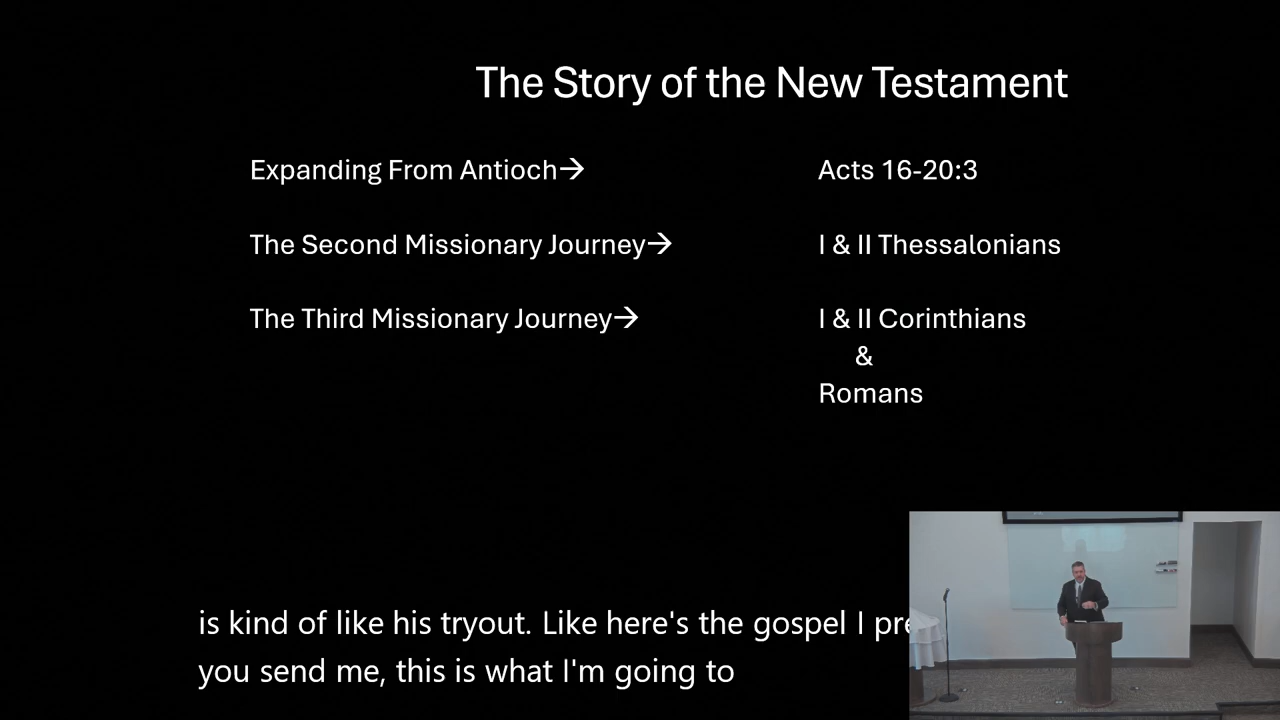 The Story of the New Testament
Expanding From Antioch→ Acts 16-20:3
The Second Missionary Journey→ I & II Thessalonians
The Third Missionary Journey→ I & II Corinthians
&
Romans
is kind of like his tryout. Like here's the gospel I
you send me, this is what I'm going to